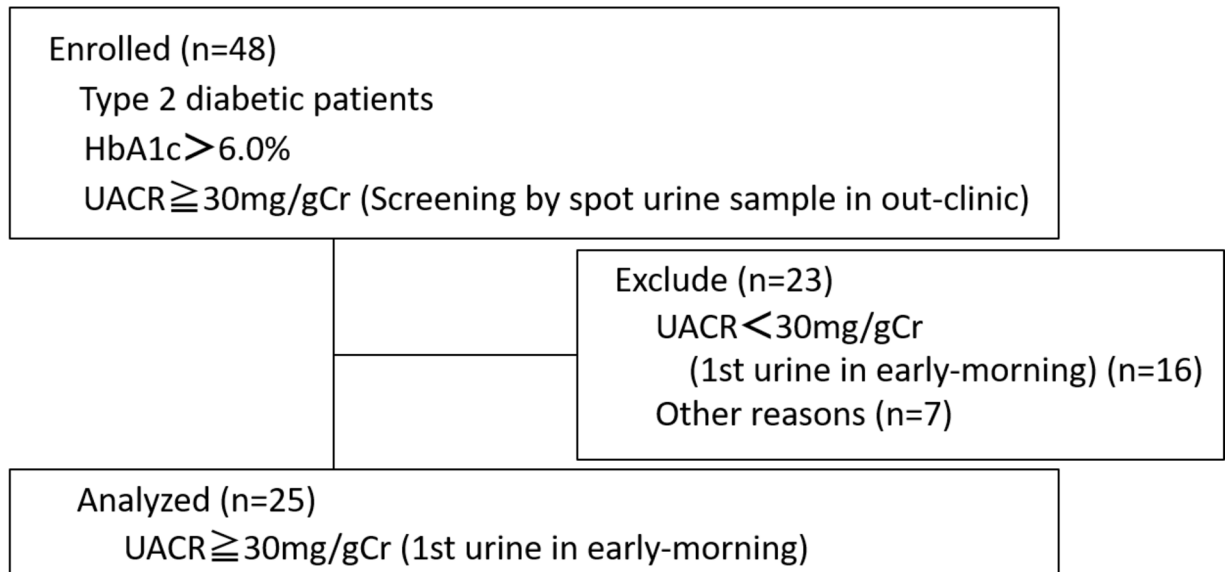 Enrolled (n=48)
Type 2 diabetic patients
HbA1c＞6.0%
UACR≧30mg/gCr (Screening by spot urine sample in out-clinic)
Exclude (n=23)
UACR＜30mg/gCr
(1st urine in early-morning) (n=16)
Other reasons (n=7)
Analyzed (n=25)
UACR≧30mg/gCr (1st urine in early-morning)